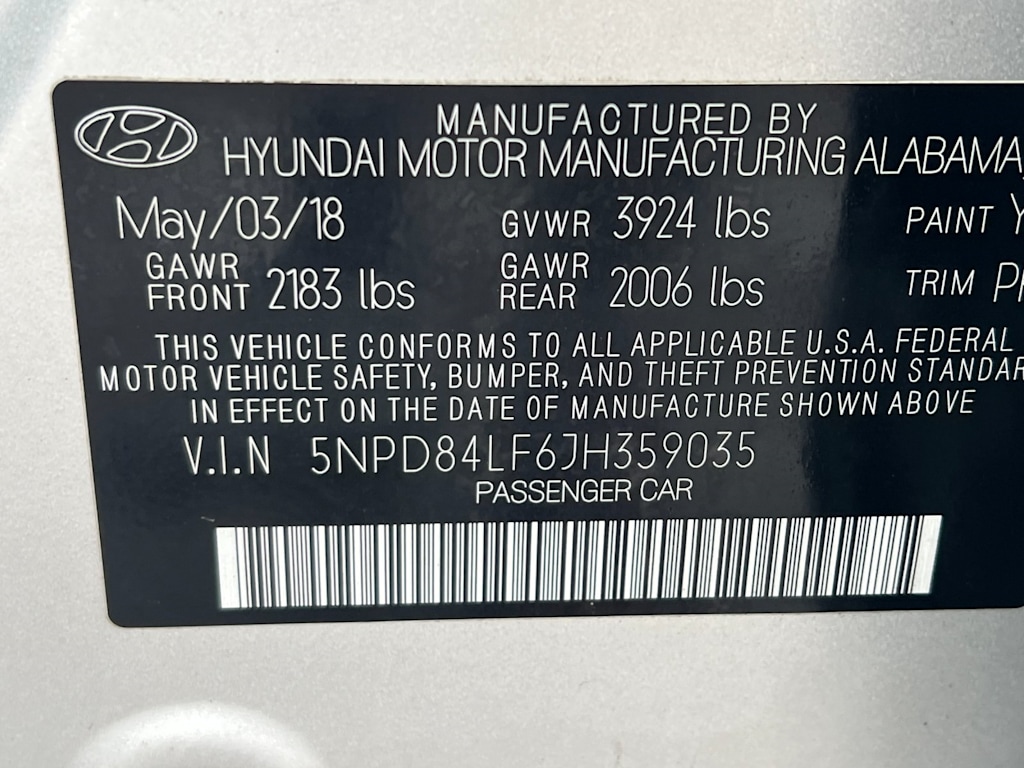 MANUFACTURED BY
HYUNDAI MOTOR MANUFACTURING ALABAMA,
May/03/18 GVWR 3924 lbs PAINT Y
GAWR FRONT 2183 lbs GAWR REAR 2006 lbs TRIM
THIS VEHICLE CONFORMS TO ALL APPLICABLE U.S.A. FEDERAL
MOTOR VEHICLE SAFETY, BUMPER, AND THEFT PREVENTION STANDAR
IN EFFECT ON THE DATE OF MANUFACTURE SHOWN ABOVE
V.I.N 5NPD84LF6JH359035
PASSENGER CAR